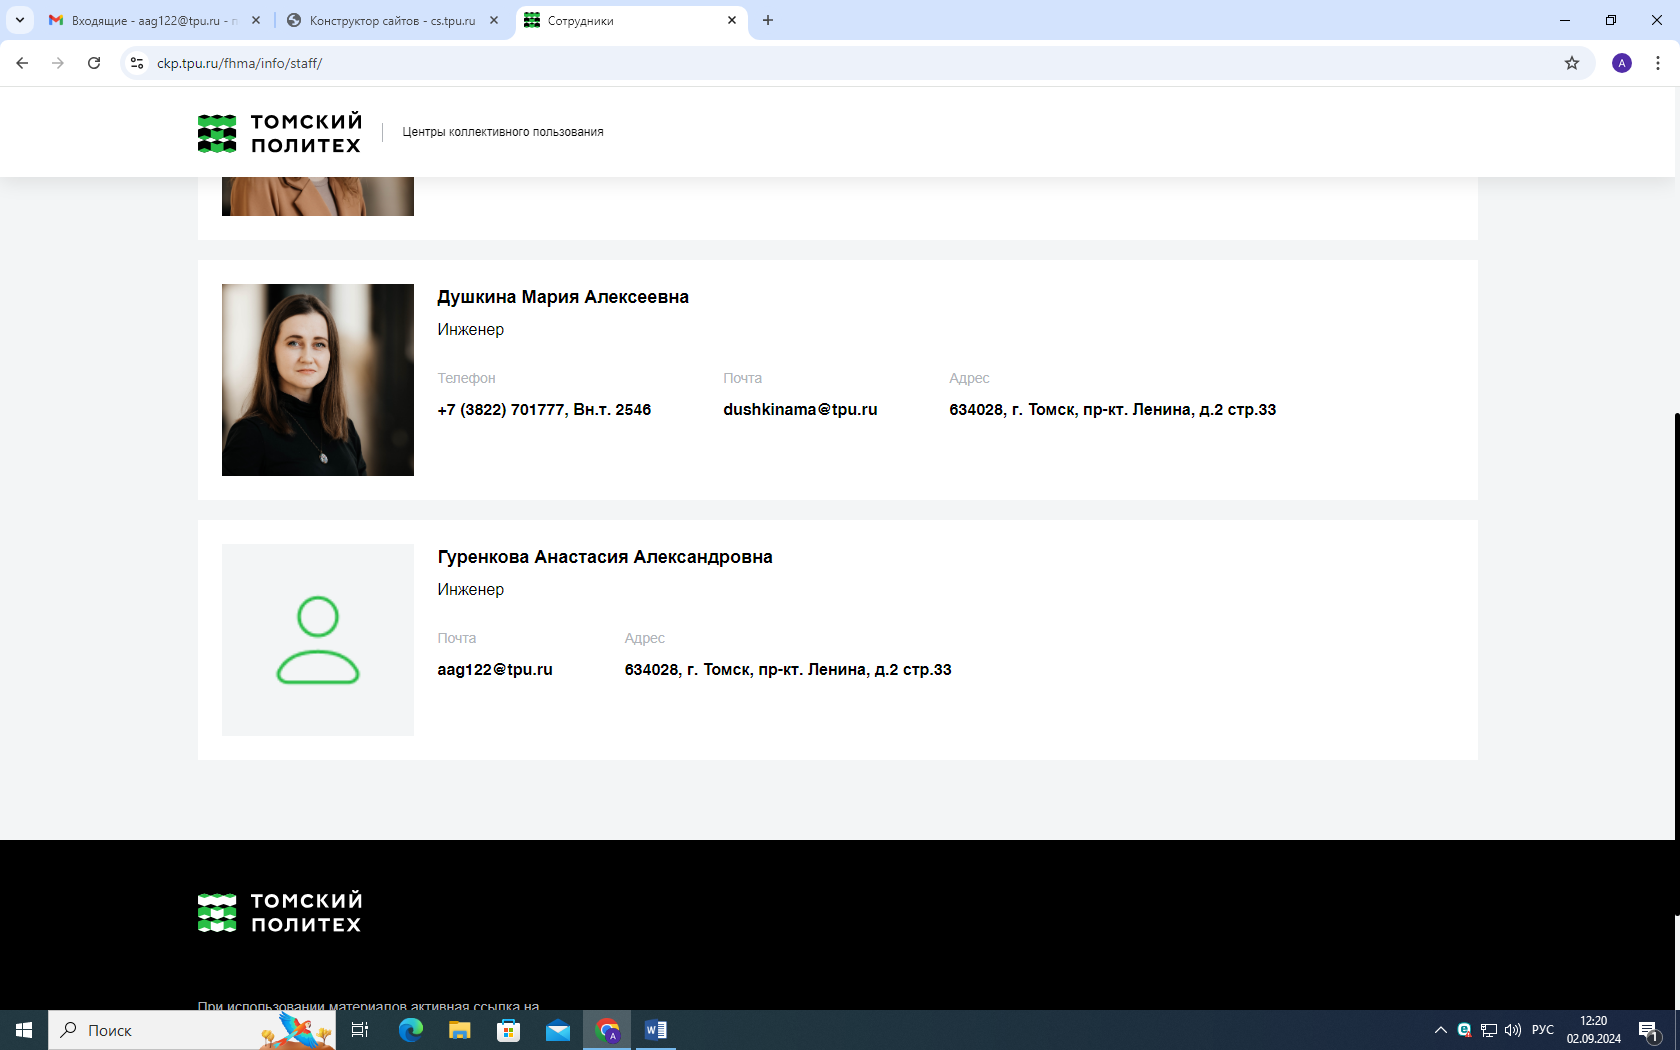 Входящие - aag122@tpu.ru - п
Конструктор сайтов - cs.tpu.ru
Сотрудники
ckp.tpu.ru/fhma/info/staff/
A
ТОМСКИЙ
ПОЛИТЕХ
Центры коллективного пользования
Душкина Мария Алексеевна
Инженер
Телефон Почта Адрес
+7 (3822) 701777, Вн.т. 2546 dushkinama@tpu.ru 634028, г. Томск, пр-кт. Ленина, д.2 стр.33
Гуренкова Анастасия Александровна
Инженер
Почта Адрес
aag122@tpu.ru 634028, г. Томск, пр-кт. Ленина, д.2 стр.33
ТОМСКИЙ
ПОЛИТЕХ
При использовании материалов активная ссылка на
Поиск
A
W
РУС
12:20
02.09.2024
1